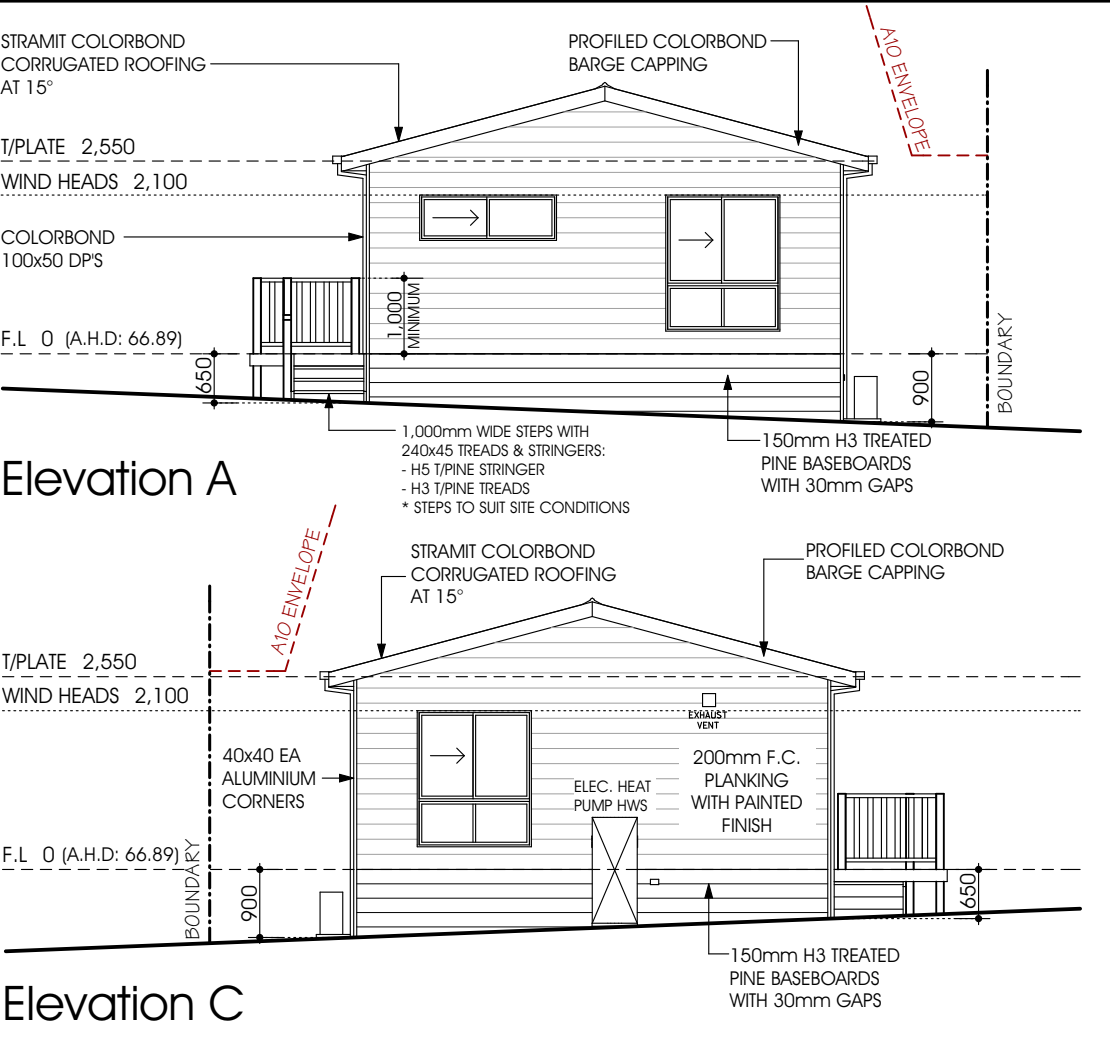 STRAMIT COLORBOND
CORRUGATED ROOFING
AT 15°
PROFILED COLORBOND
BARGE CAPPING
A10 ENVELOPE
T/PLATE 2,550
WIND HEADS 2,100
COLORBOND
100x50 DP'S
1,000
MINIMUM
F.L 0 (A.H.D: 66.89)
650
900
BOUNDARY
1,000mm WIDE STEPS WITH
240x45 TREADS & STRINGERS:
- H5 T/PINE STRINGER
- H3 T/PINE TREADS
* STEPS TO SUIT SITE CONDITIONS
150mm H3 TREATED
PINE BASEBOARDS
WITH 30mm GAPS
Elevation A
A10 ENVELOPE
STRAMIT COLORBOND
CORRUGATED ROOFING
AT 15°
PROFILED COLORBOND
BARGE CAPPING
T/PLATE 2,550
WIND HEADS 2,100
EXHAUST
VENT
40x40 EA
ALUMINIUM
CORNERS
ELEC. HEAT
PUMP HWS
200mm F.C.
PLANKING
WITH PAINTED
FINISH
F.L 0 (A.H.D: 66.89)
BOUNDARY
900
650
150mm H3 TREATED
PINE BASEBOARDS
WITH 30mm GAPS
Elevation C